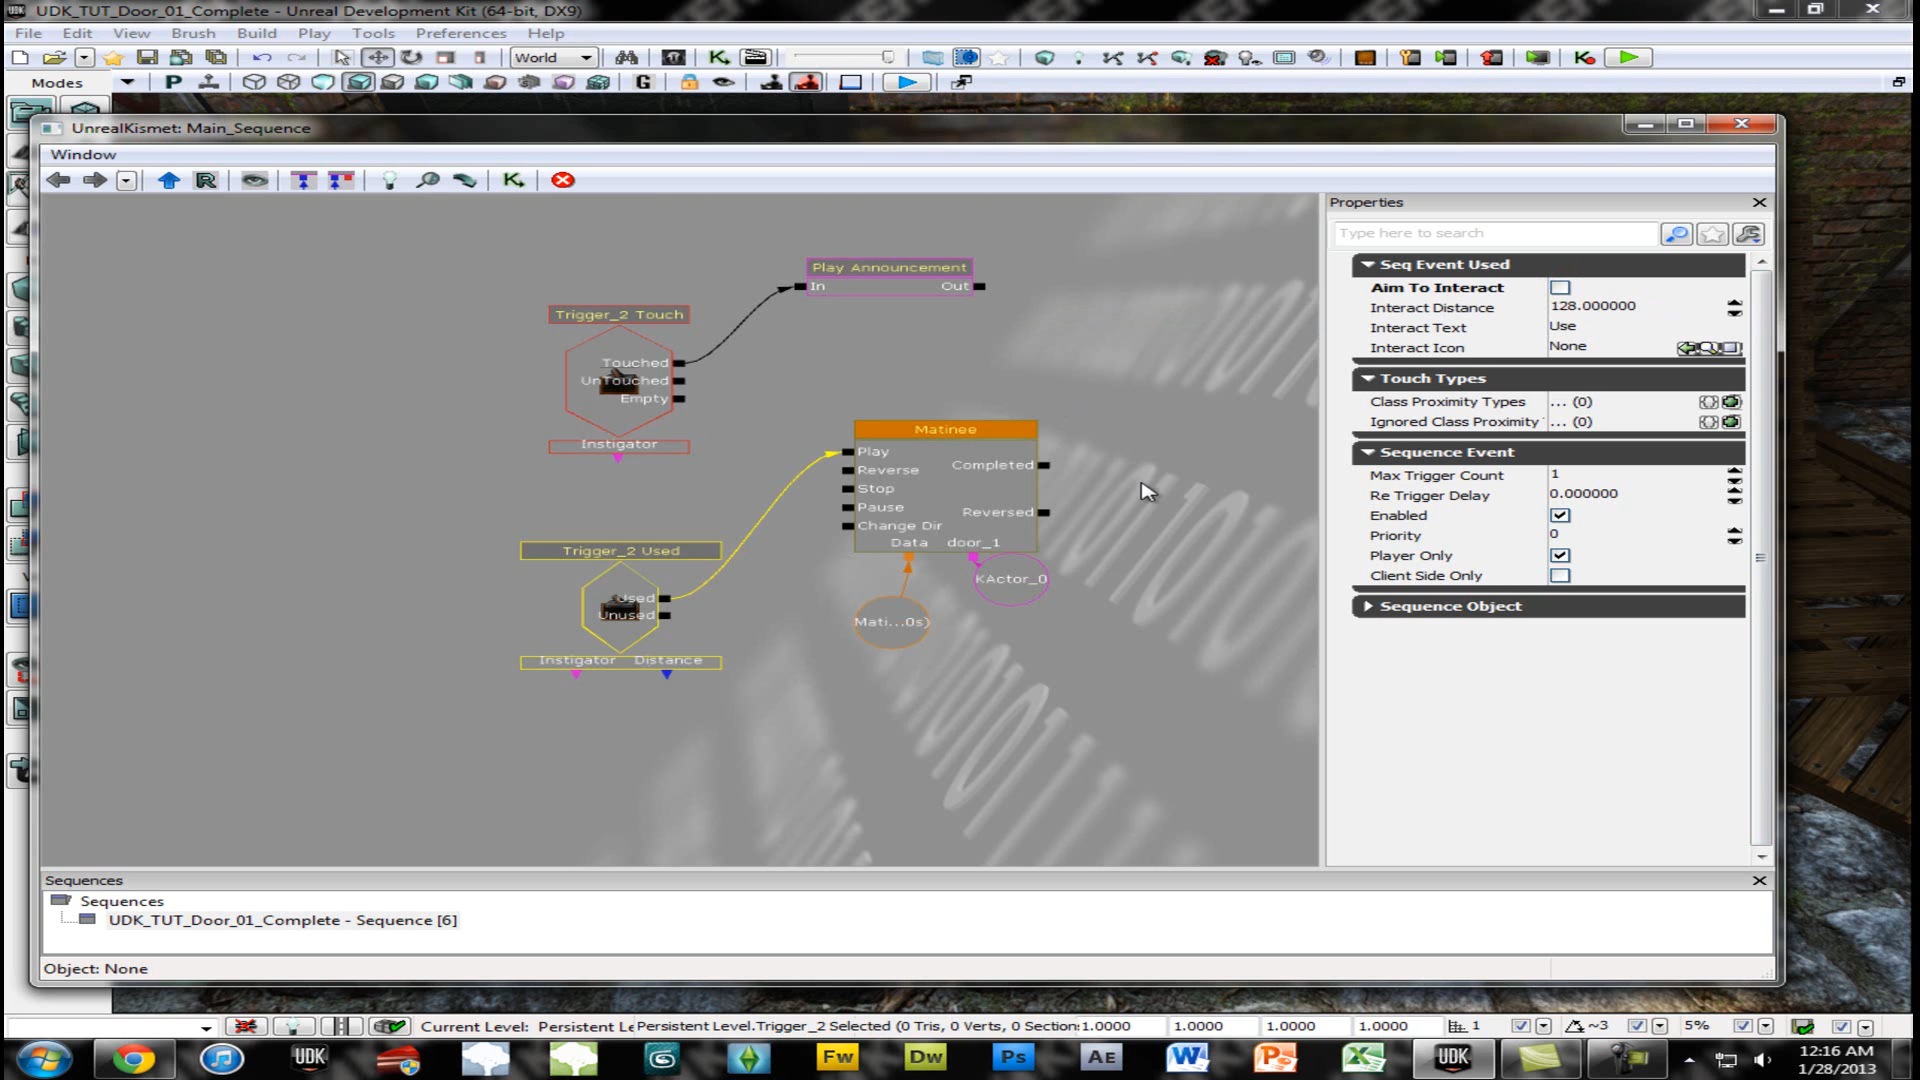 UDK_TUT_Door_01_Complete - Unreal Development Kit (64-bit, DX9)
File Edit View Brush Build Play Tools Preferences Help
World
Modes
P G
UnrealKismet: Main_Sequence
Window
R K
Play Announcement
In Out
Trigger_2 Touch
Touched
UnTouched
Empty
Instigator
Matinee
Play
Reverse Completed
Stop
Pause Reversed
Change Dir
Data door_1
KActor_0
Mati...0s)
Trigger_2 Used
Used
Unused
Instigator Distance
Properties
Type here to search
Seq Event Used
Aim To Interact
Interact Distance 128.000000
Interact Text Use
Interact Icon None
Touch Types
Class Proximity Types ... (0)
Ignored Class Proximity ... (0)
Sequence Event
Max Trigger Count 1
Re Trigger Delay 0.000000
Enabled
Priority 0
Player Only
Client Side Only
Sequence Object
Sequences
Sequences
UDK_TUT_Door_01_Complete - Sequence [6]
Object: None
Current Level: Persistent Le Persistent Level.Trigger_2 Selected (0 Tris, 0 Verts, 0 Section: 1.0000 1.0000 1.0000 1.0000 1 ~3 5%
UDK Fw Dw Ps AE UDK
12:16 AM
1/28/2013